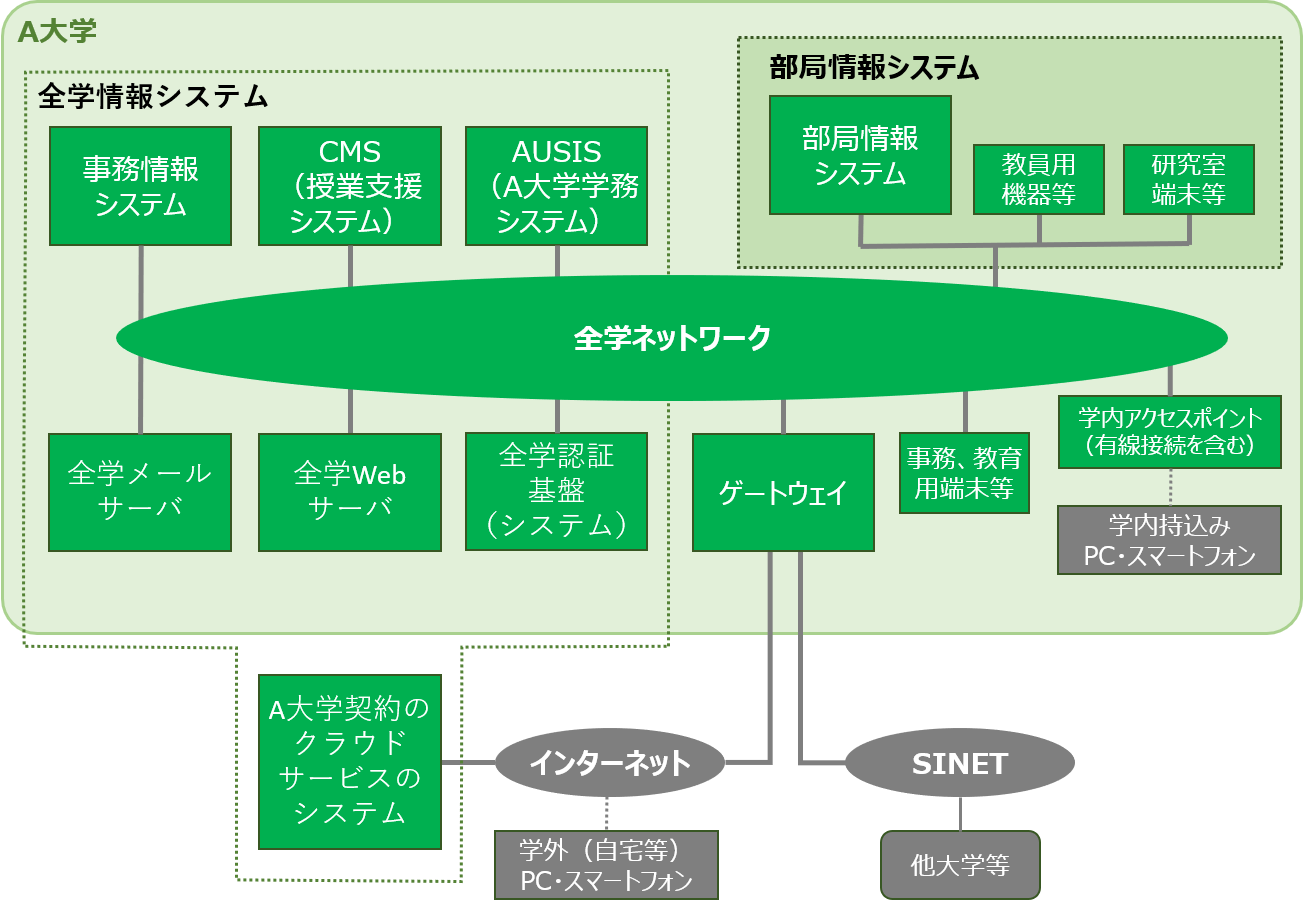 A大学
全学情報システム
部局情報システム
事務情報
システム
CMS
（授業支援
システム）
AUSIS
（A大学学務
システム）
部局情報
システム
教員用
機器等
研究室
端末等
全学ネットワーク
全学メール
サーバ
全学Web
サーバ
全学認証
基盤
（システム）
ゲートウェイ
事務、教育
用端末等
学内アクセスポイント
（有線接続を含む）
学内持込み
PC・スマートフォン
A大学契約の
クラウド
サービスの
システム
インターネット
SINET
学外（自宅等）
PC・スマートフォン
他大学等